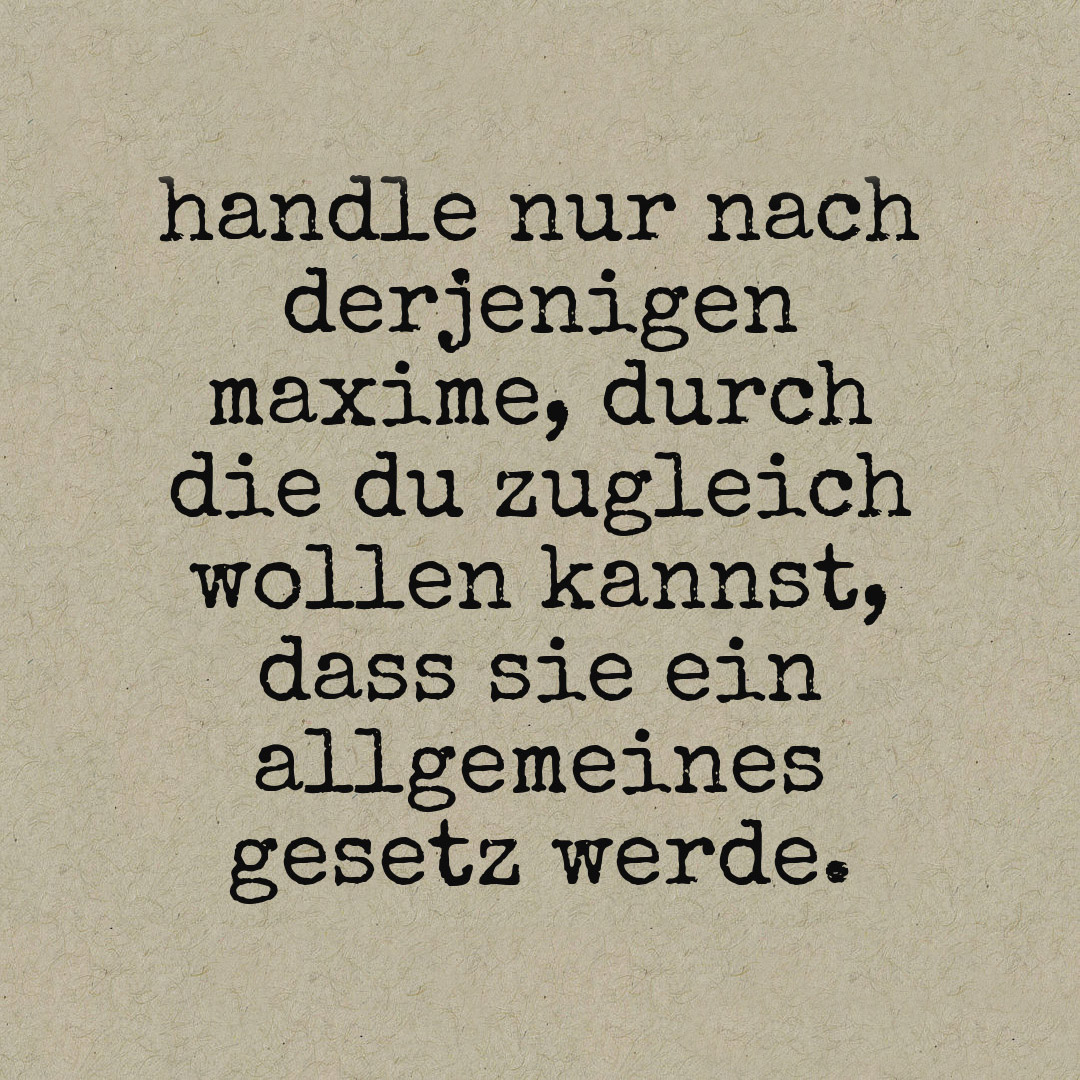 handle nur nach
derjenigen
maxime, durch
die du zugleich
wollen kannst,
dass sie ein
allgemeines
gesetz werde.